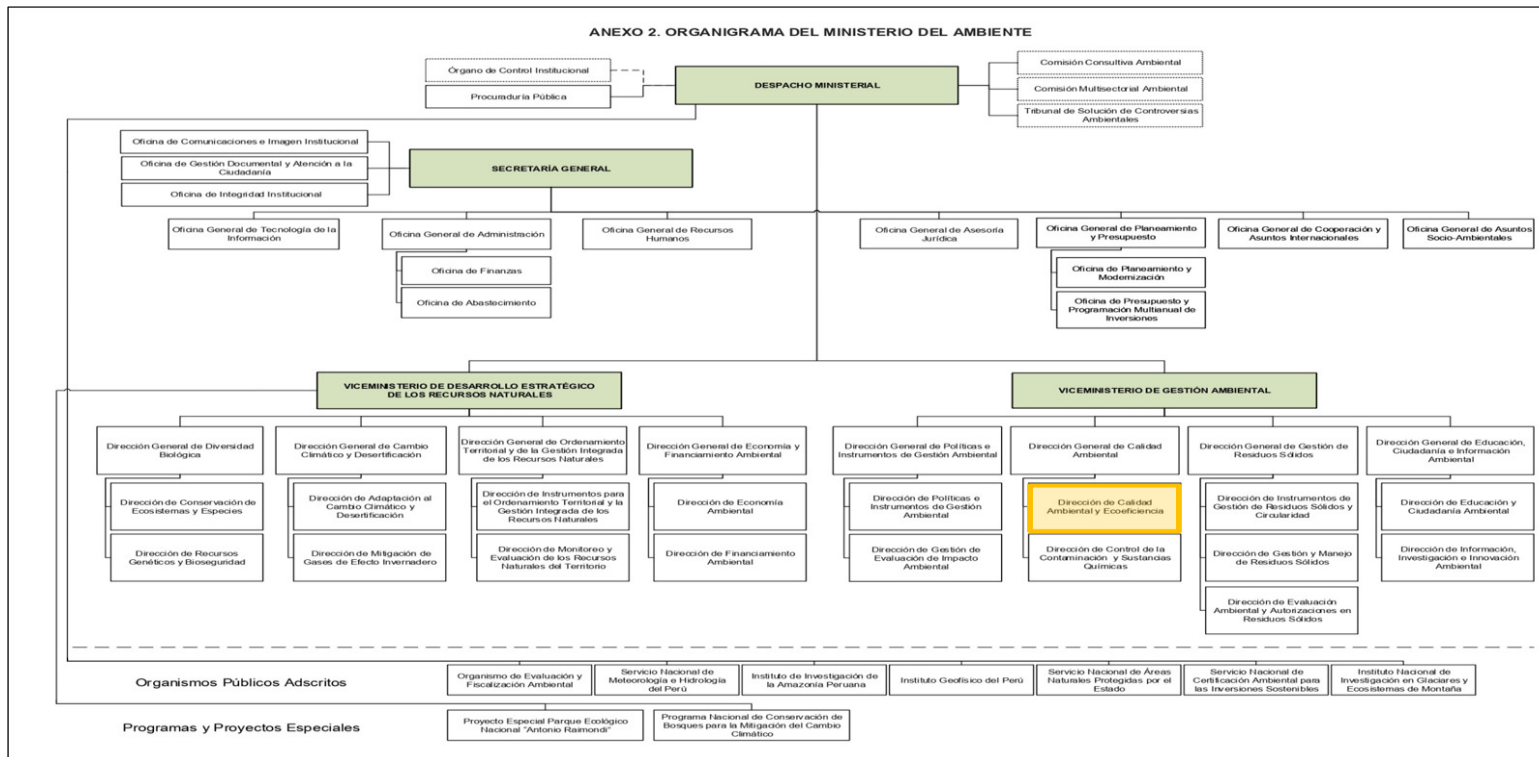 ANEXO 2. ORGANIGRAMA DEL MINISTERIO DEL AMBIENTE
Órgano de Control Institucional
Procuraduría Pública
DESPACHO MINISTERIAL
Comisión Consultiva Ambiental
Comisión Multisectorial Ambiental
Tribunal de Solución de Controversias
Ambientales
Oficina de Comunicaciones e Imagen Institucional
Oficina de Gestión Documental y Atención a la
Ciudadanía
Oficina de Integridad Institucional
SECRETARÍA GENERAL
Oficina General de Tecnología de la
Información
Oficina General de Administración
Oficina de Finanzas
Oficina de Abastecimiento
Oficina General de Recursos
Humanos
Oficina General de Asesoría
Jurídica
Oficina General de Planeamiento
y Presupuesto
Oficina de Planeamiento y
Modernización
Oficina de Presupuesto y
Programación Multianual de
Inversiones
Oficina General de Cooperación y
Asuntos Internacionales
Oficina General de Asuntos
Socio-Ambientales
VICEMINISTERIO DE DESARROLLO ESTRATÉGICO
DE LOS RECURSOS NATURALES
Dirección General de Diversidad
Biológica
Dirección de Conservación de
Ecosistemas y Especies
Dirección de Recursos
Genéticos y Bioseguridad
Dirección General de Cambio
Climático y Desertificación
Dirección de Adaptación al
Cambio Climático y
Desertificación
Dirección de Mitigación de
Gases de Efecto Invernadero
Dirección General de Ordenamiento
Territorial y de la Gestión Integrada
de los Recursos Naturales
Dirección de Instrumentos para
el Ordenamiento Territorial y la
Gestión Integrada de los
Recursos Naturales
Dirección de Monitoreo y
Evaluación de los Recursos
Naturales del Territorio
Dirección General de Economía y
Financiamiento Ambiental
Dirección de Economía
Ambiental
Dirección de Financiamiento
Ambiental
VICEMINISTERIO DE GESTIÓN AMBIENTAL
Dirección General de Políticas e
Instrumentos de Gestión Ambiental
Dirección de Políticas e
Instrumentos de Gestión
Ambiental
Dirección de Gestión de
Evaluación de Impacto
Ambiental
Dirección General de Calidad
Ambiental
Dirección de Calidad
Ambiental y Ecoeficiencia
Dirección de Control de la
Contaminación y Sustancias
Químicas
Dirección General de Gestión de
Residuos Sólidos
Dirección de Instrumentos de
Gestión de Residuos Sólidos y
Circularidad
Dirección de Gestión y Manejo
de Residuos Sólidos
Dirección de Evaluación
Ambiental y Autorizaciones en
Residuos Sólidos
Dirección General de Educación,
Ciudadanía e Información
Ambiental
Dirección de Educación y
Ciudadanía Ambiental
Dirección de Información,
Investigación e Innovación
Ambiental
Organismos Públicos Adscritos
Organismo de Evaluación y
Fiscalización Ambiental
Servicio Nacional de
Meteorología e Hidrología
del Perú
Instituto de Investigación de
la Amazonía Peruana
Instituto Geofísico del Perú
Servicio Nacional de Áreas
Naturales Protegidas por el
Estado
Servicio Nacional de
Certificación Ambiental para
las Inversiones Sostenibles
Instituto Nacional de
Investigación en Glaciares y
Ecosistemas de Montaña
Programas y Proyectos Especiales
Proyecto Especial Parque Ecológico
Nacional "Antonio Raimondi"
Programa Nacional de Conservación de
Bosques para la Mitigación del Cambio
Climático